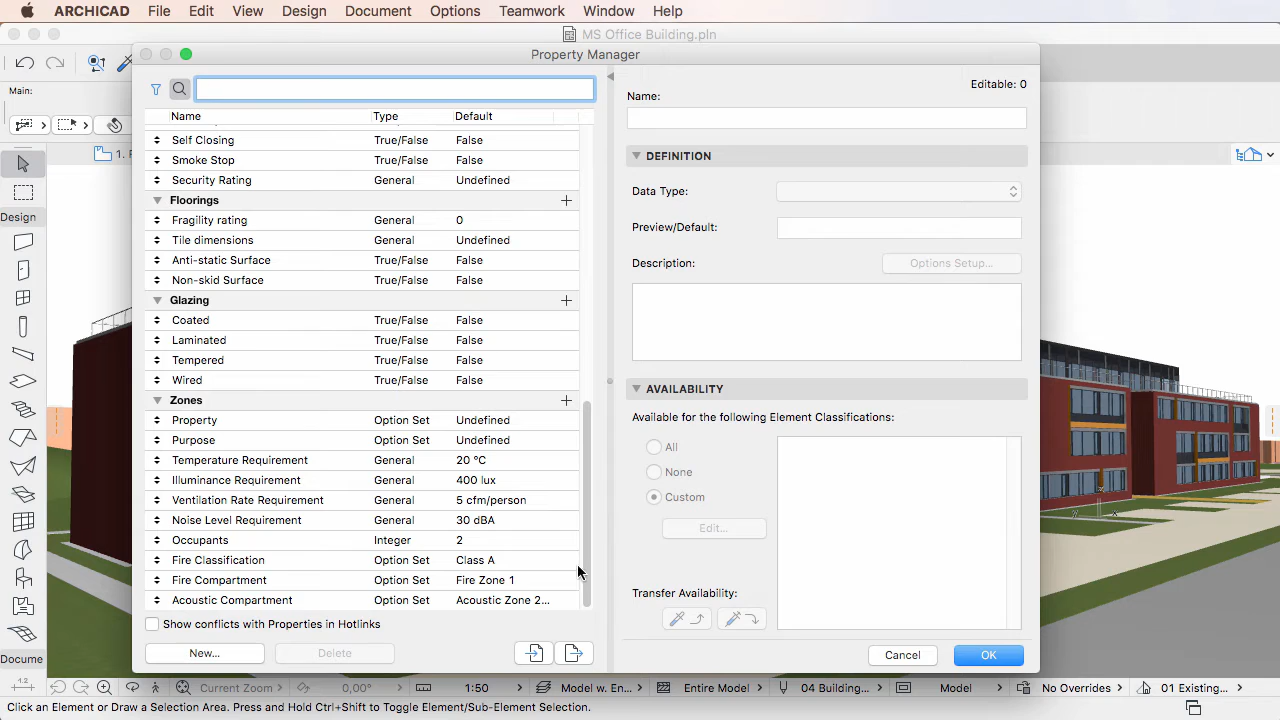 ARCHICAD File Edit View Design Document Options Teamwork Window Help
MS Office Building.pln
Property Manager
Main:
1.
Editable: 0
Name:
Name Type Default
Self Closing True/False False
Smoke Stop True/False False
Security Rating General Undefined
Floorings
Fragility rating General 0
Tile dimensions General Undefined
Anti-static Surface True/False False
Non-skid Surface True/False False
Glazing
Coated True/False False
Laminated True/False False
Tempered True/False False
Wired True/False False
Zones
Property Option Set Undefined
Purpose Option Set Undefined
Temperature Requirement General 20 °C
Illuminance Requirement General 400 lux
Ventilation Rate Requirement General 5 cfm/person
Noise Level Requirement General 30 dBA
Occupants Integer 2
Fire Classification Option Set Class A
Fire Compartment Option Set Fire Zone 1
Acoustic Compartment Option Set Acoustic Zone 2...
Show conflicts with Properties in Hotlinks
New... Delete
DEFINITION
Data Type:
Preview/Default:
Description:
Options Setup...
AVAILABILITY
Available for the following Element Classifications:
All
None
Custom
Edit...
Transfer Availability:
Cancel OK
Design
Docume
1.2
Current Zoom 0,00° 1:50 Model w. En... Entire Model 04 Building... Model No Overrides 01 Existing...
Click an Element or Draw a Selection Area. Press and Hold Ctrl+Shift to Toggle Element/Sub-Element Selection.